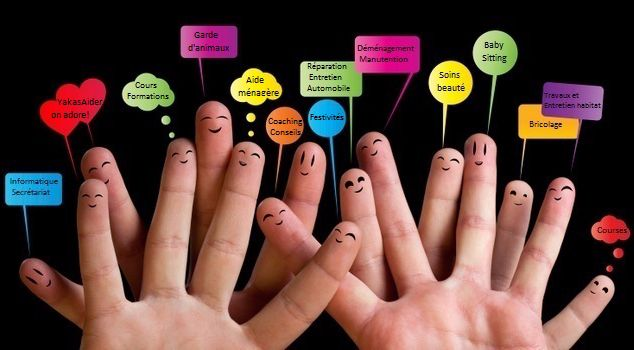 Garde
d'animaux
Déménagement
Manutention
Baby
Sitting
Cours
Formations
Aide
ménagère
Réparation
Entretien
Automobile
Soins
beauté
YakasAider
on adore!
Coaching
Conseils
Festivités
Bricolage
Travaux et
Entretien habitat
Informatique
Secrétariat
Courses